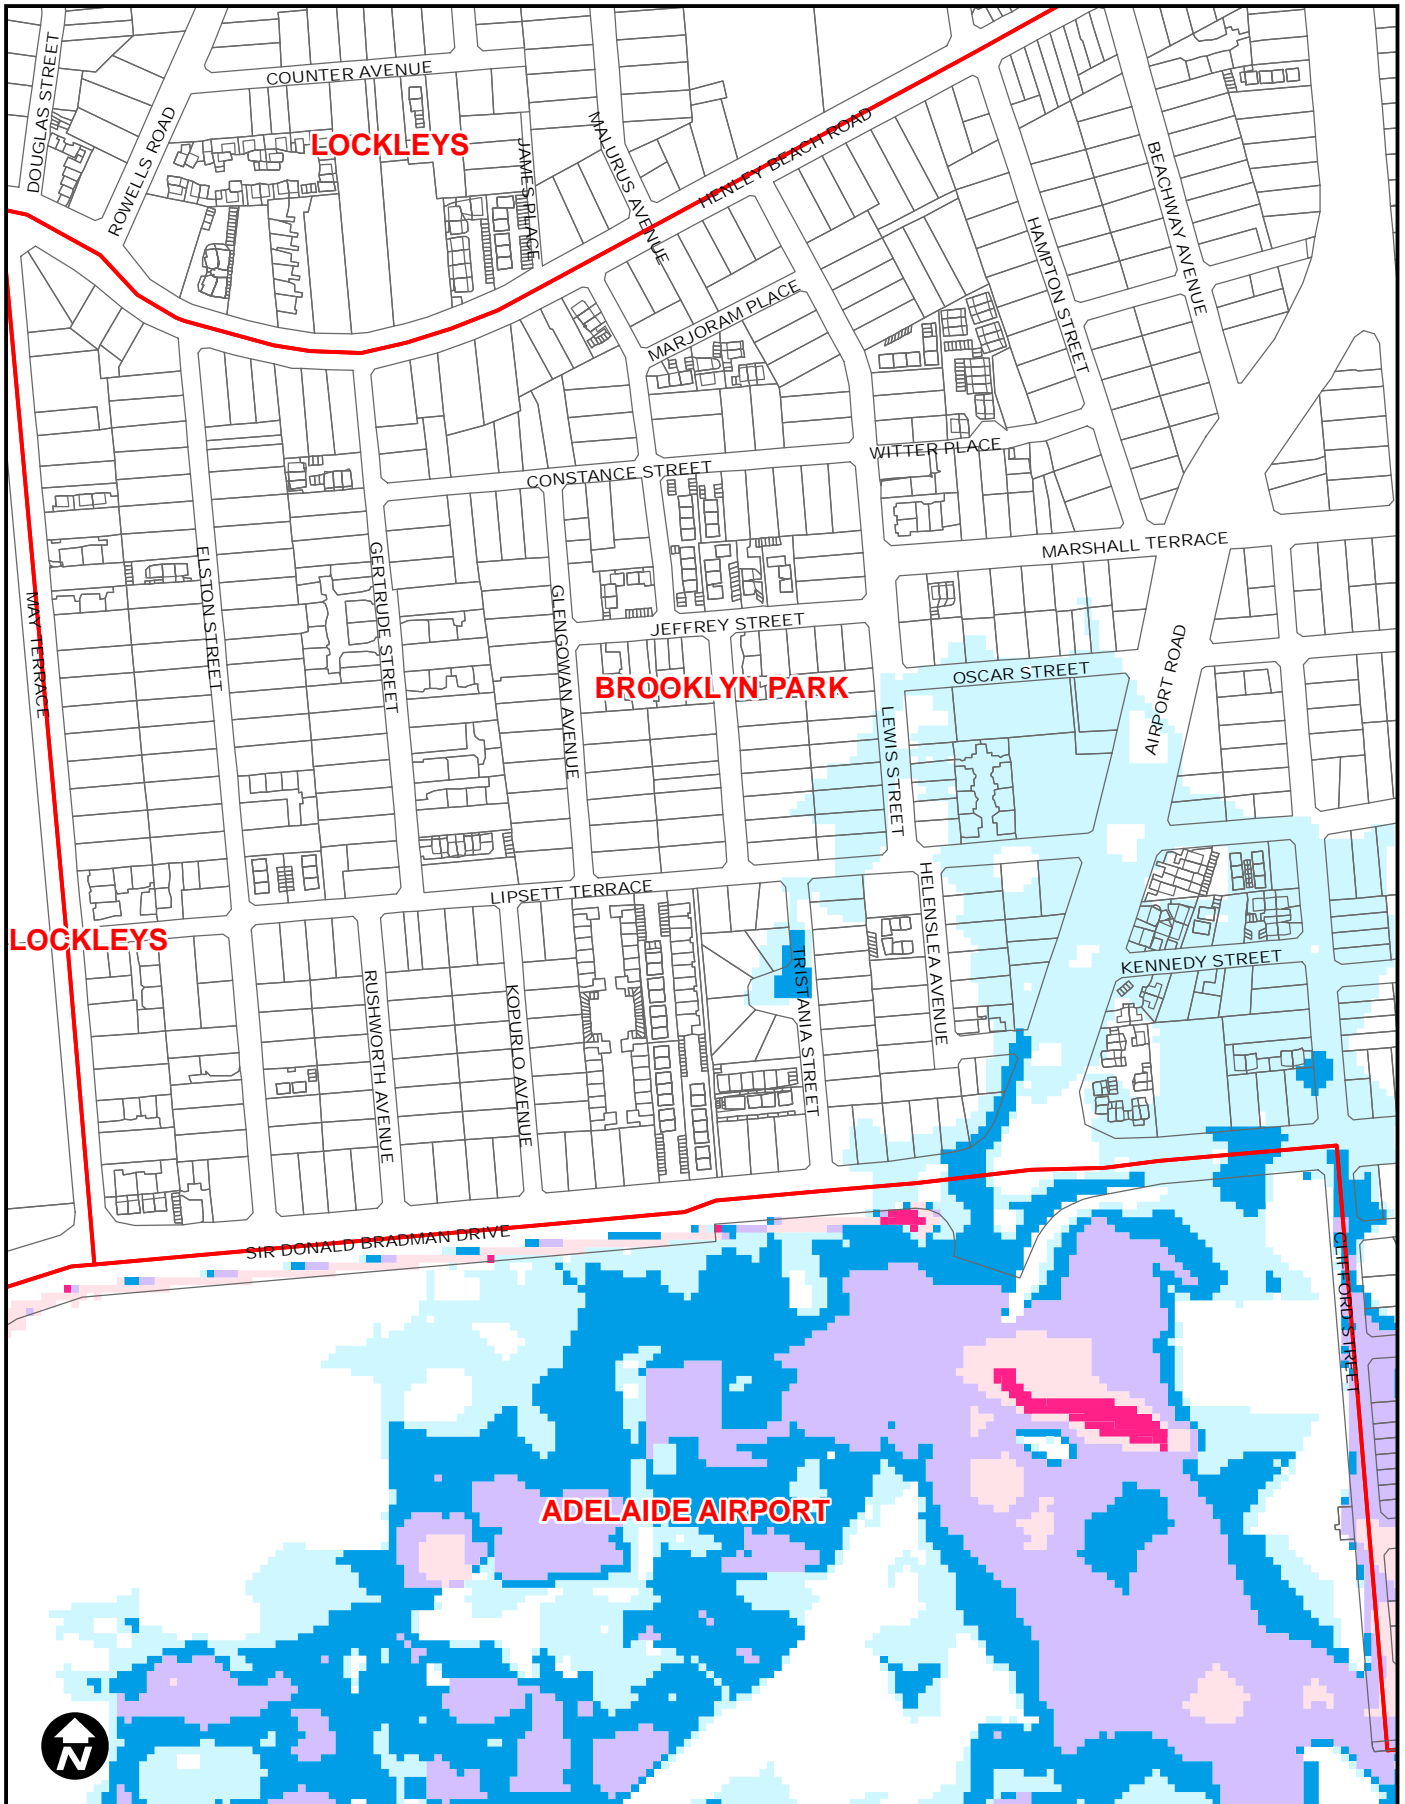 DOUGLAS STREET
COUNTER AVENUE
ROWELLS ROAD
LOCKLEYS
JAMES PLACE
MALURUS AVENUE
HENLEY BEACH ROAD
BEACHWAY AVENUE
HAMPTON STREET
MARJORAM PLACE
WITTER PLACE
CONSTANCE STREET
MARSHALL TERRACE
MAY TERRACE
ELSTON STREET
GERTRUDE STREET
GLENGOWAN AVENUE
JEFFREY STREET
BROOKLYN PARK
OSCAR STREET
AIRPORT ROAD
LEWIS STREET
LIPSETT TERRACE
HELENSLEA AVENUE
LOCKLEYS
KENNEDY STREET
RUSHWORTH AVENUE
KOPURLO AVENUE
TRISTANIA STREET
SIR DONALD BRADMAN DRIVE
CLIFFORD STREET
ADELAIDE AIRPORT
N